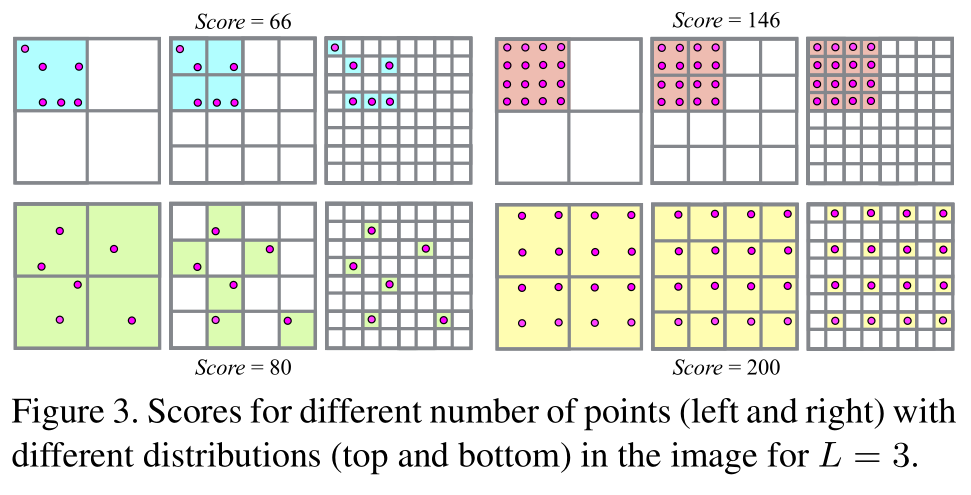 Score = 66
Score = 146
Score = 80
Score = 200
Figure 3. Scores for different number of points (left and right) with
different distributions (top and bottom) in the image for L = 3.